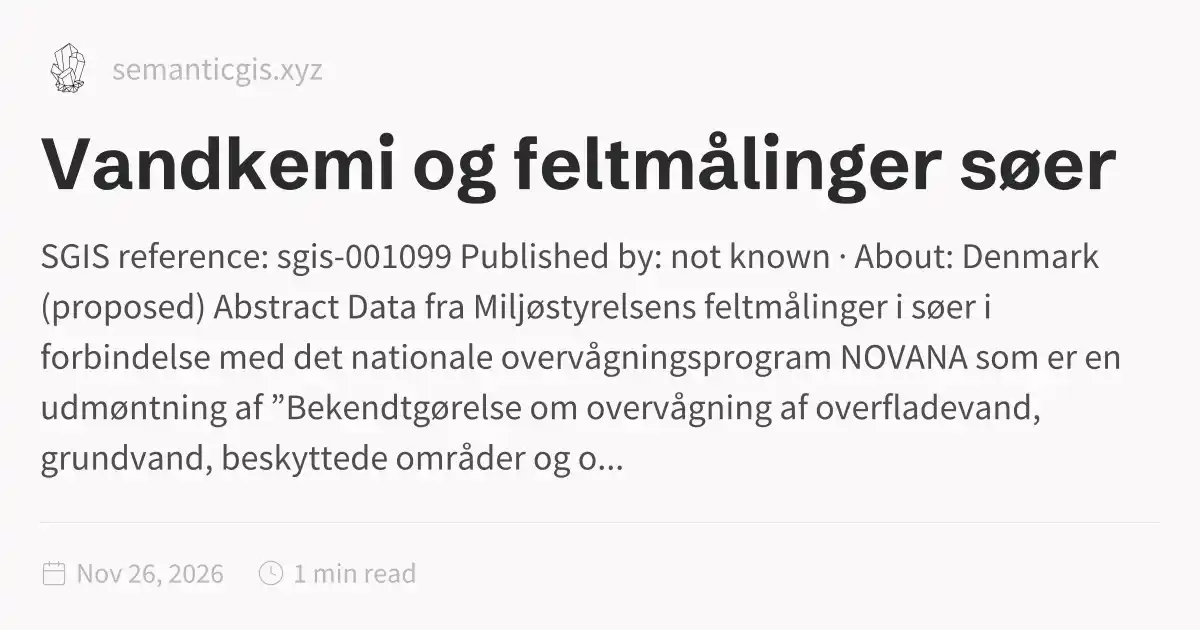 semanticgis.xyz
Vandkemi og feltmålinger søer
SGIS reference: sgis-001099 Published by: not known · About: Denmark
(proposed) Abstract Data fra Miljøstyrelsens feltmålinger i søer i
forbindelse med det nationale overvågningsprogram NOVANA som er en
udmøntning af ”Bekendtgørelse om overvågning af overfladevand,
grundvand, beskyttede områder og o...
Nov 26, 2026 1 min read